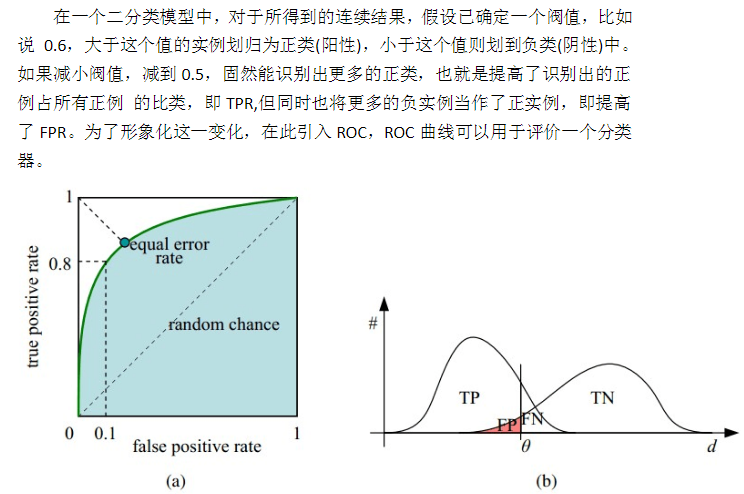 在一个二分类模型中，对于所得到的连续结果，假设已确定一个阀值，比如
说 0.6，大于这个值的实例划归为正类(阳性)，小于这个值则划到负类(阴性)中。
如果减小阀值，减到 0.5，固然能识别出更多的正类，也就是提高了识别出的正
例占所有正例 的比类，即 TPR,但同时也将更多的负实例当作了正实例，即提高
了 FPR。为了形象化这一变化，在此引入 ROC，ROC 曲线可以用于评价一个分类
器。
1
equal error
rate
0.8
true positive rate
random chance
0 0.1 1
false positive rate
(a)
#
TP
TN
FP
FN
θ
d
(b)